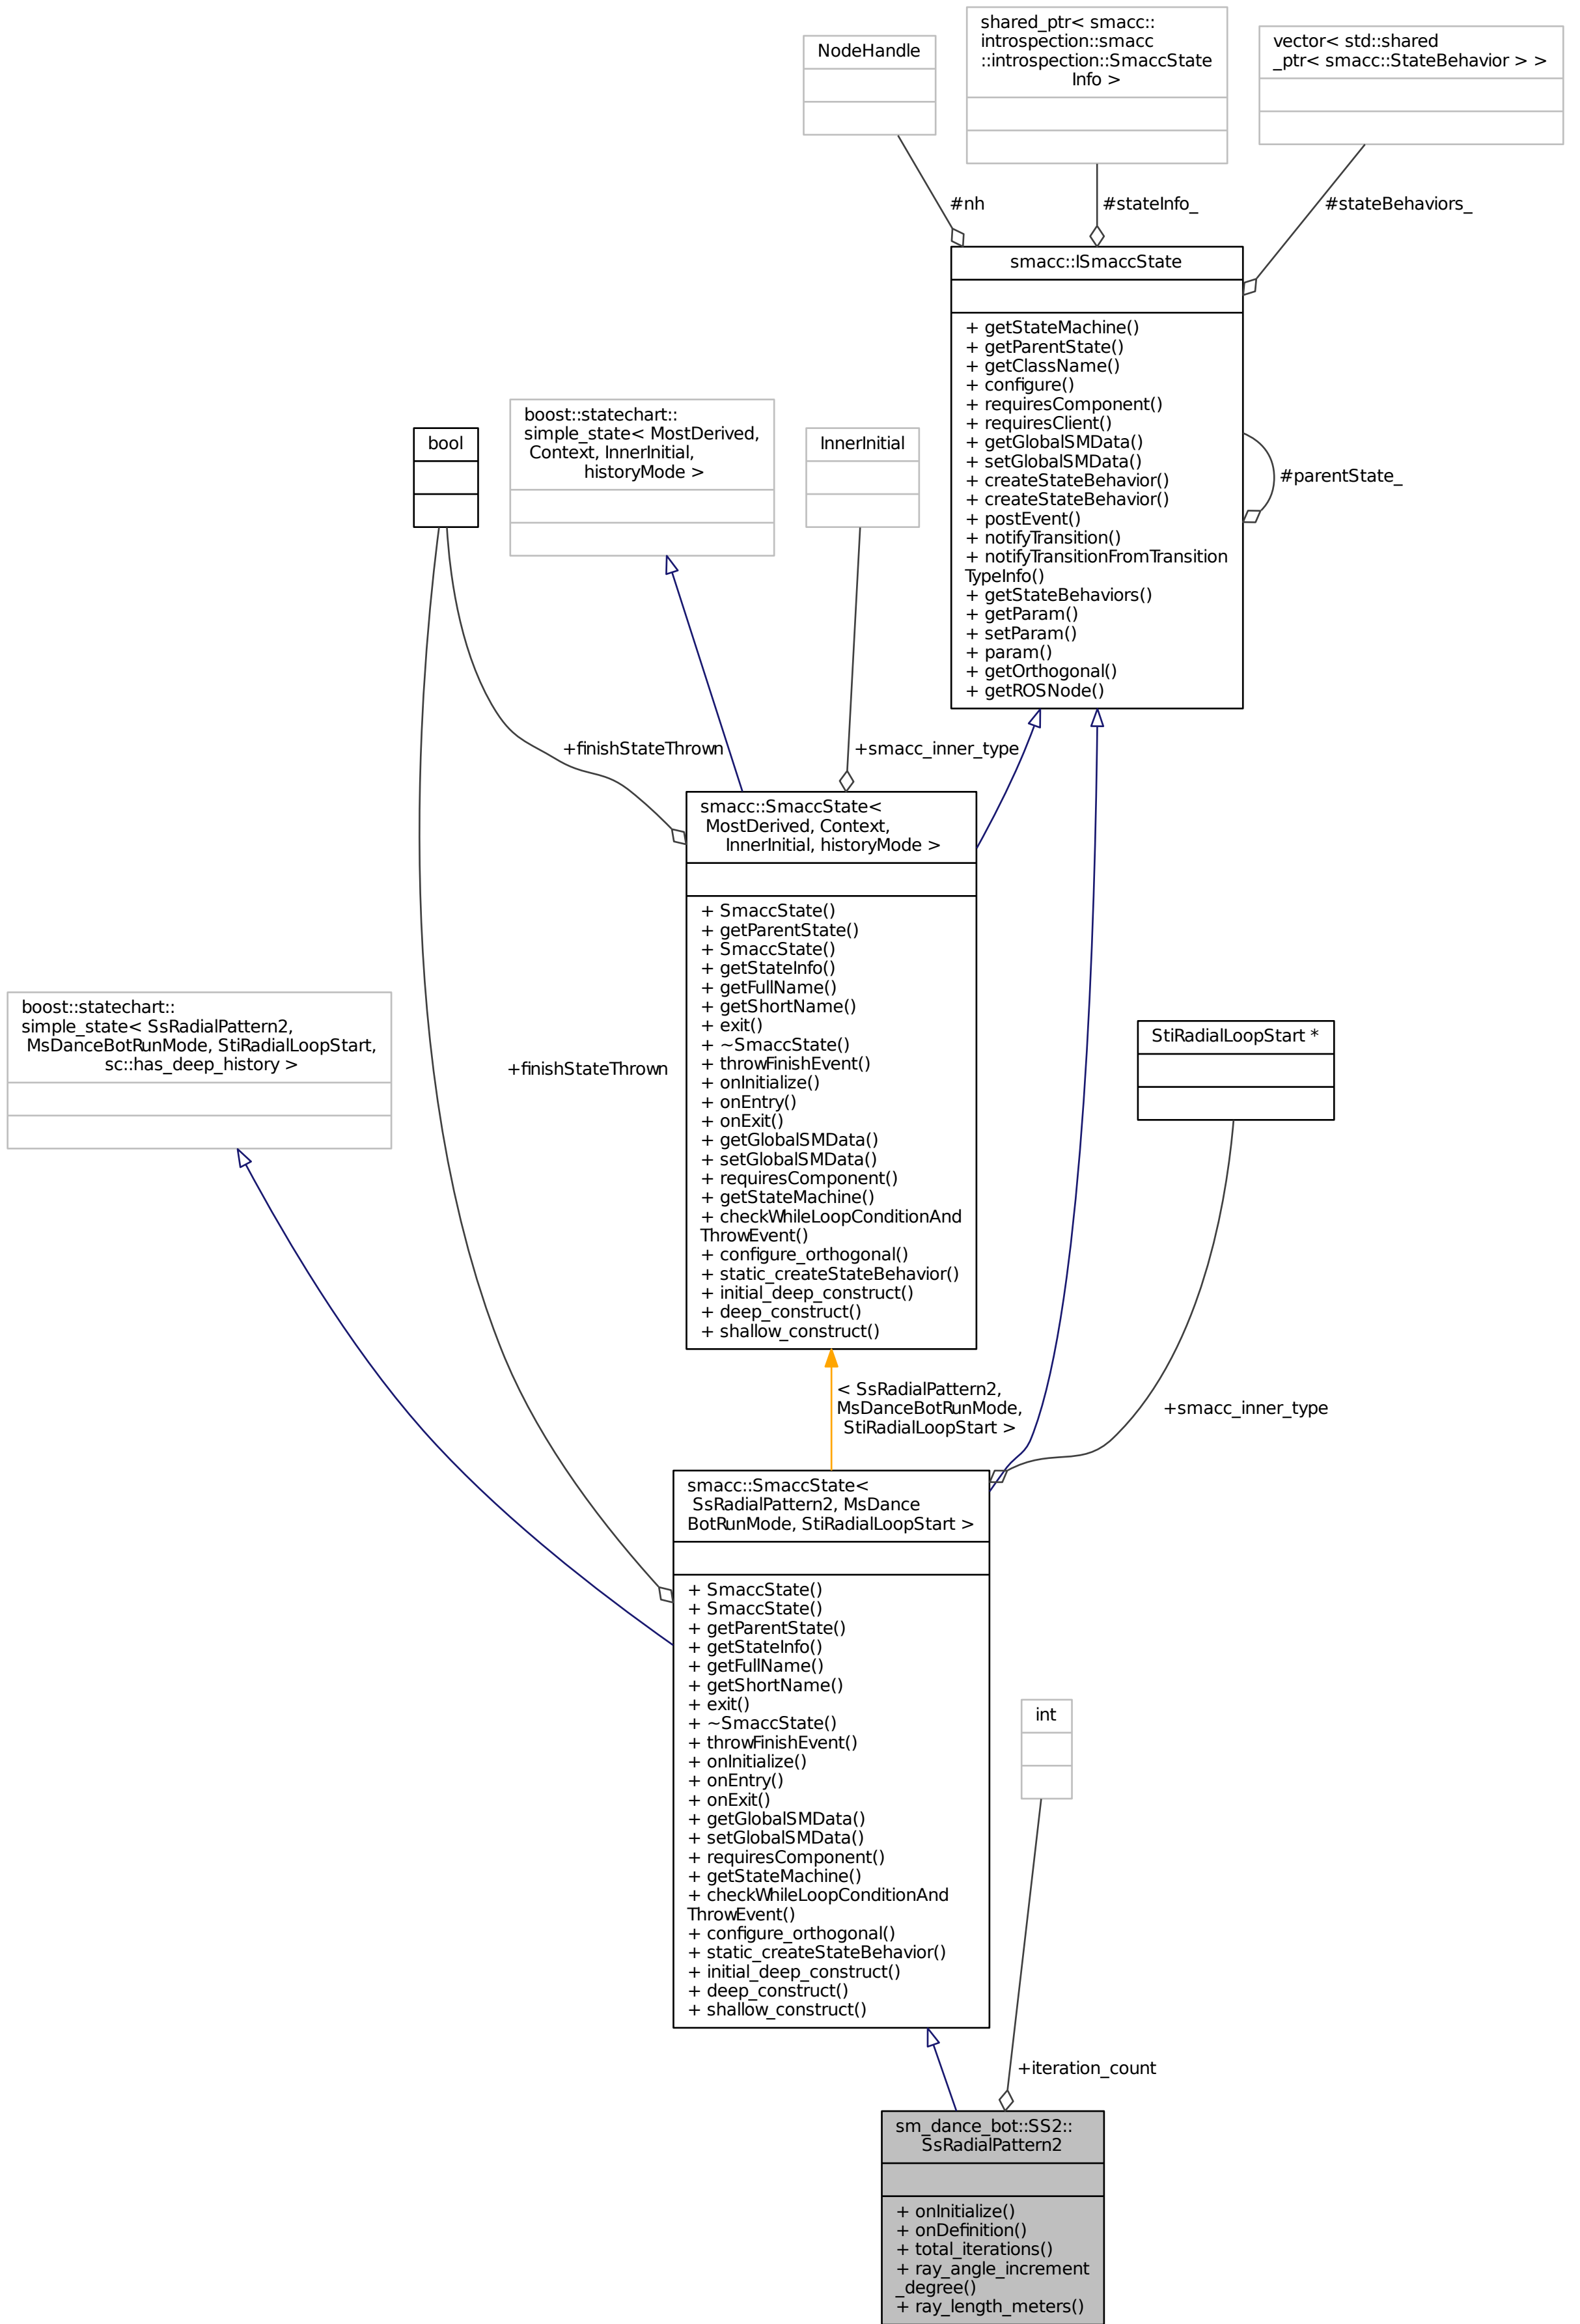 NodeHandle
shared_ptr< smacc::
introspection::smacc
::introspection::SmaccState
Info >
vector< std::shared
_ptr< smacc::StateBehavior > >
#nh
#stateInfo_
#stateBehaviors_
smacc::ISmaccState
+ getStateMachine()
+ getParentState()
+ getClassName()
+ configure()
+ requiresComponent()
+ requiresClient()
+ getGlobalSMData()
+ setGlobalSMData()
+ createStateBehavior()
+ createStateBehavior()
+ postEvent()
+ notifyTransition()
+ notifyTransitionFromTransition
TypeInfo()
+ getStateBehaviors()
+ getParam()
+ setParam()
+ param()
+ getOrthogonal()
+ getROSNode()
#parentState_
bool
boost::statechart::
simple_state< MostDerived,
Context, InnerInitial,
historyMode >
InnerInitial
+finishStateThrown
+smacc_inner_type
smacc::SmaccState<
MostDerived, Context,
InnerInitial, historyMode >
+ SmaccState()
+ getParentState()
+ SmaccState()
+ getStateInfo()
+ getFullName()
+ getShortName()
+ exit()
+ ~SmaccState()
+ throwFinishEvent()
+ onInitialize()
+ onEntry()
+ onExit()
+ getGlobalSMData()
+ setGlobalSMData()
+ requiresComponent()
+ getStateMachine()
+ checkWhileLoopConditionAnd
ThrowEvent()
+ configure_orthogonal()
+ static_createStateBehavior()
+ initial_deep_construct()
+ deep_construct()
+ shallow_construct()
boost::statechart::
simple_state< SsRadialPattern2,
MsDanceBotRunMode, StiRadialLoopStart,
sc::has_deep_history >
+finishStateThrown
StiRadialLoopStart *
< SsRadialPattern2,
MsDanceBotRunMode,
StiRadialLoopStart >
+smacc_inner_type
smacc::SmaccState<
SsRadialPattern2, MsDance
BotRunMode, StiRadialLoopStart >
+ SmaccState()
+ SmaccState()
+ getParentState()
+ getStateInfo()
+ getFullName()
+ getShortName()
+ exit()
+ ~SmaccState()
+ throwFinishEvent()
+ onInitialize()
+ onEntry()
+ onExit()
+ getGlobalSMData()
+ setGlobalSMData()
+ requiresComponent()
+ getStateMachine()
+ checkWhileLoopConditionAnd
ThrowEvent()
+ configure_orthogonal()
+ static_createStateBehavior()
+ initial_deep_construct()
+ deep_construct()
+ shallow_construct()
int
+iteration_count
sm_dance_bot::SS2::
SsRadialPattern2
+ onInitialize()
+ onDefinition()
+ total_iterations()
+ ray_angle_increment
_degree()
+ ray_length_meters()